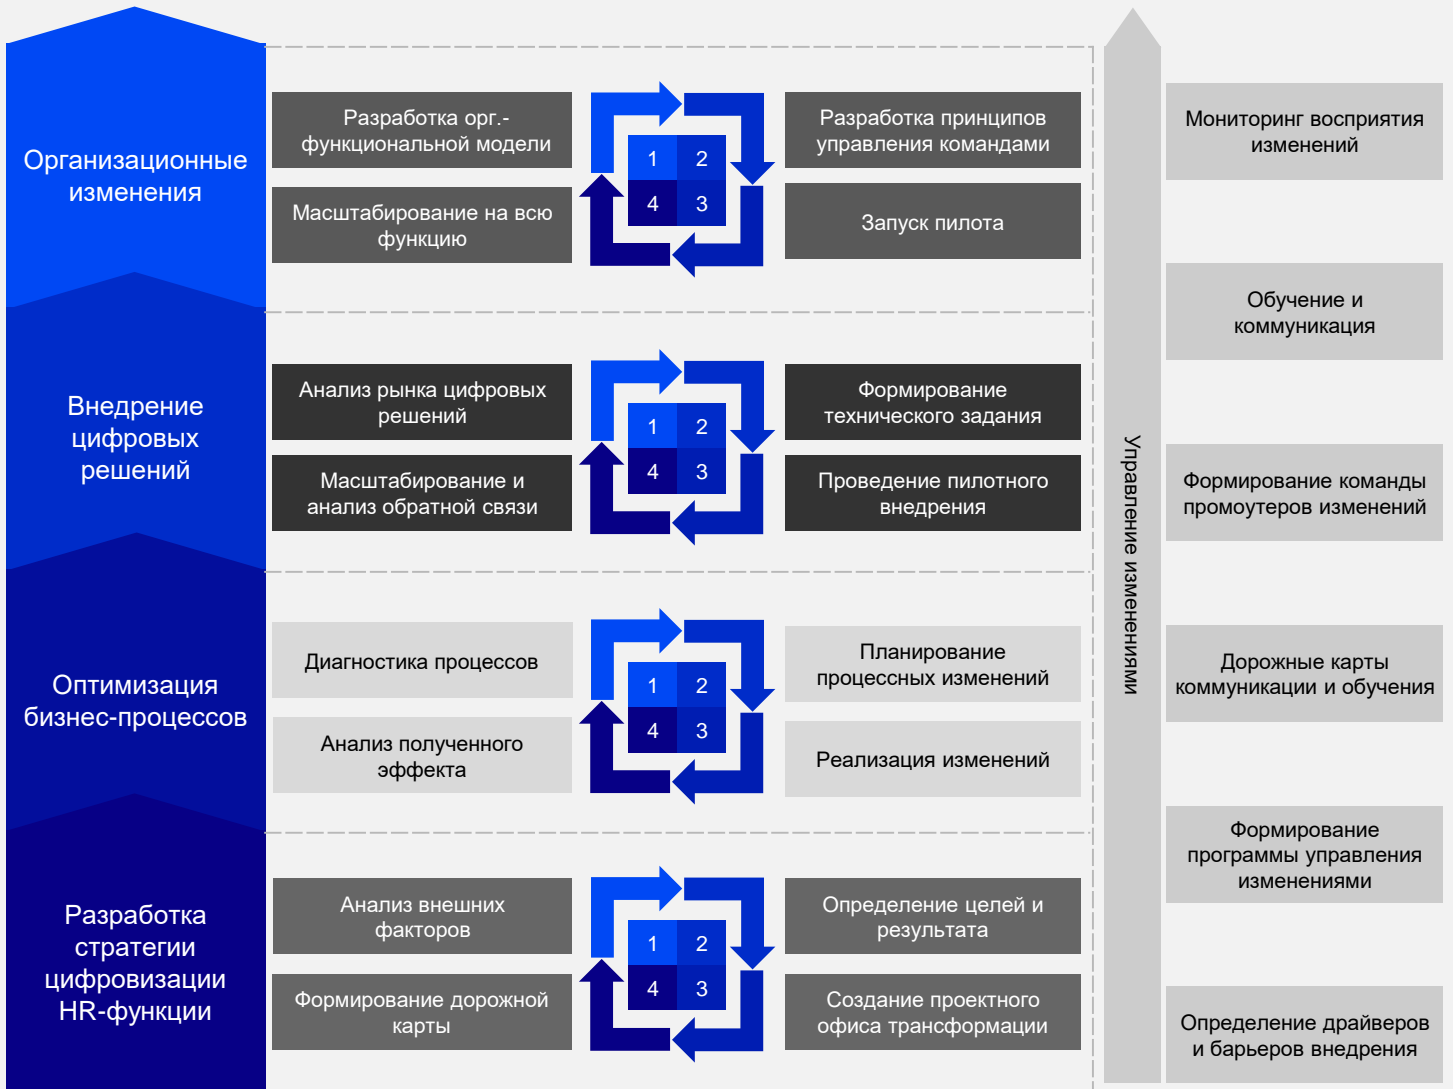 Организационные
изменения
Разработка орг.-
функциональной модели
Масштабирование на всю
функцию
1 2
4 3
Разработка принципов
управления командами
Запуск пилота
Внедрение
цифровых
решений
Анализ рынка цифровых
решений
Масштабирование и
анализ обратной связи
1 2
4 3
Формирование
технического задания
Проведение пилотного
внедрения
Оптимизация
бизнес-процессов
Диагностика процессов
Анализ полученного
эффекта
1 2
4 3
Планирование
процессных изменений
Реализация изменений
Разработка
стратегии
цифровизации
HR-функции
Анализ внешних
факторов
Формирование дорожной
карты
1 2
4 3
Определение целей и
результата
Создание проектного
офиса трансформации
Управление изменениями
Мониторинг восприятия
изменений
Обучение и
коммуникация
Формирование команды
промоутеров изменений
Дорожные карты
коммуникации и обучения
Формирование
программы управления
изменениями
Определение драйверов
и барьеров внедрения